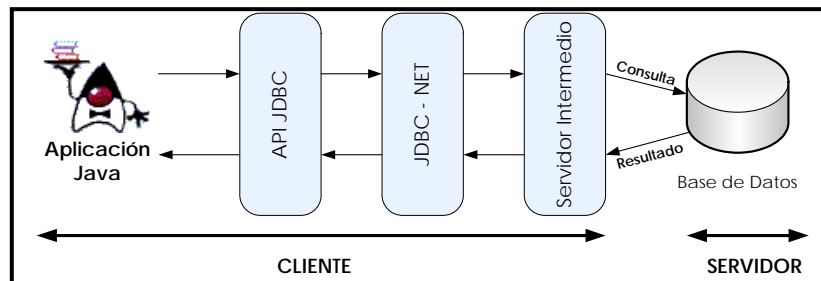 Aplicación
Java
API JDBC
JDBC - NET
Servidor Intermedio
Consulta
Resultado
Base de Datos
CLIENTE
SERVIDOR